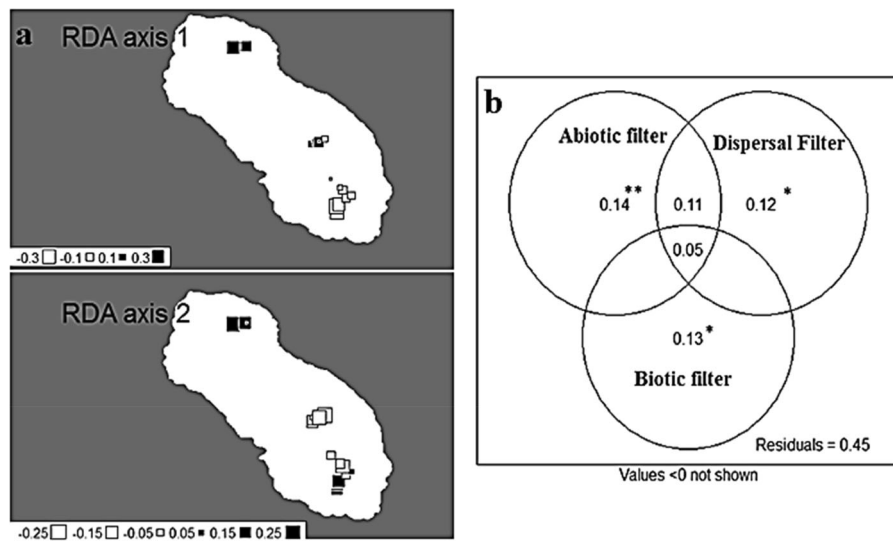 a RDA axis 1
-0.3 -0.1 0.1 0.3
RDA axis 2
-0.25 -0.15 -0.05 0.05 0.15 0.25
b
Abiotic filter
Dispersal Filter
0.14** 0.11 0.12 *
0.05
0.13*
Biotic filter
Residuals = 0.45
Values <0 not shown